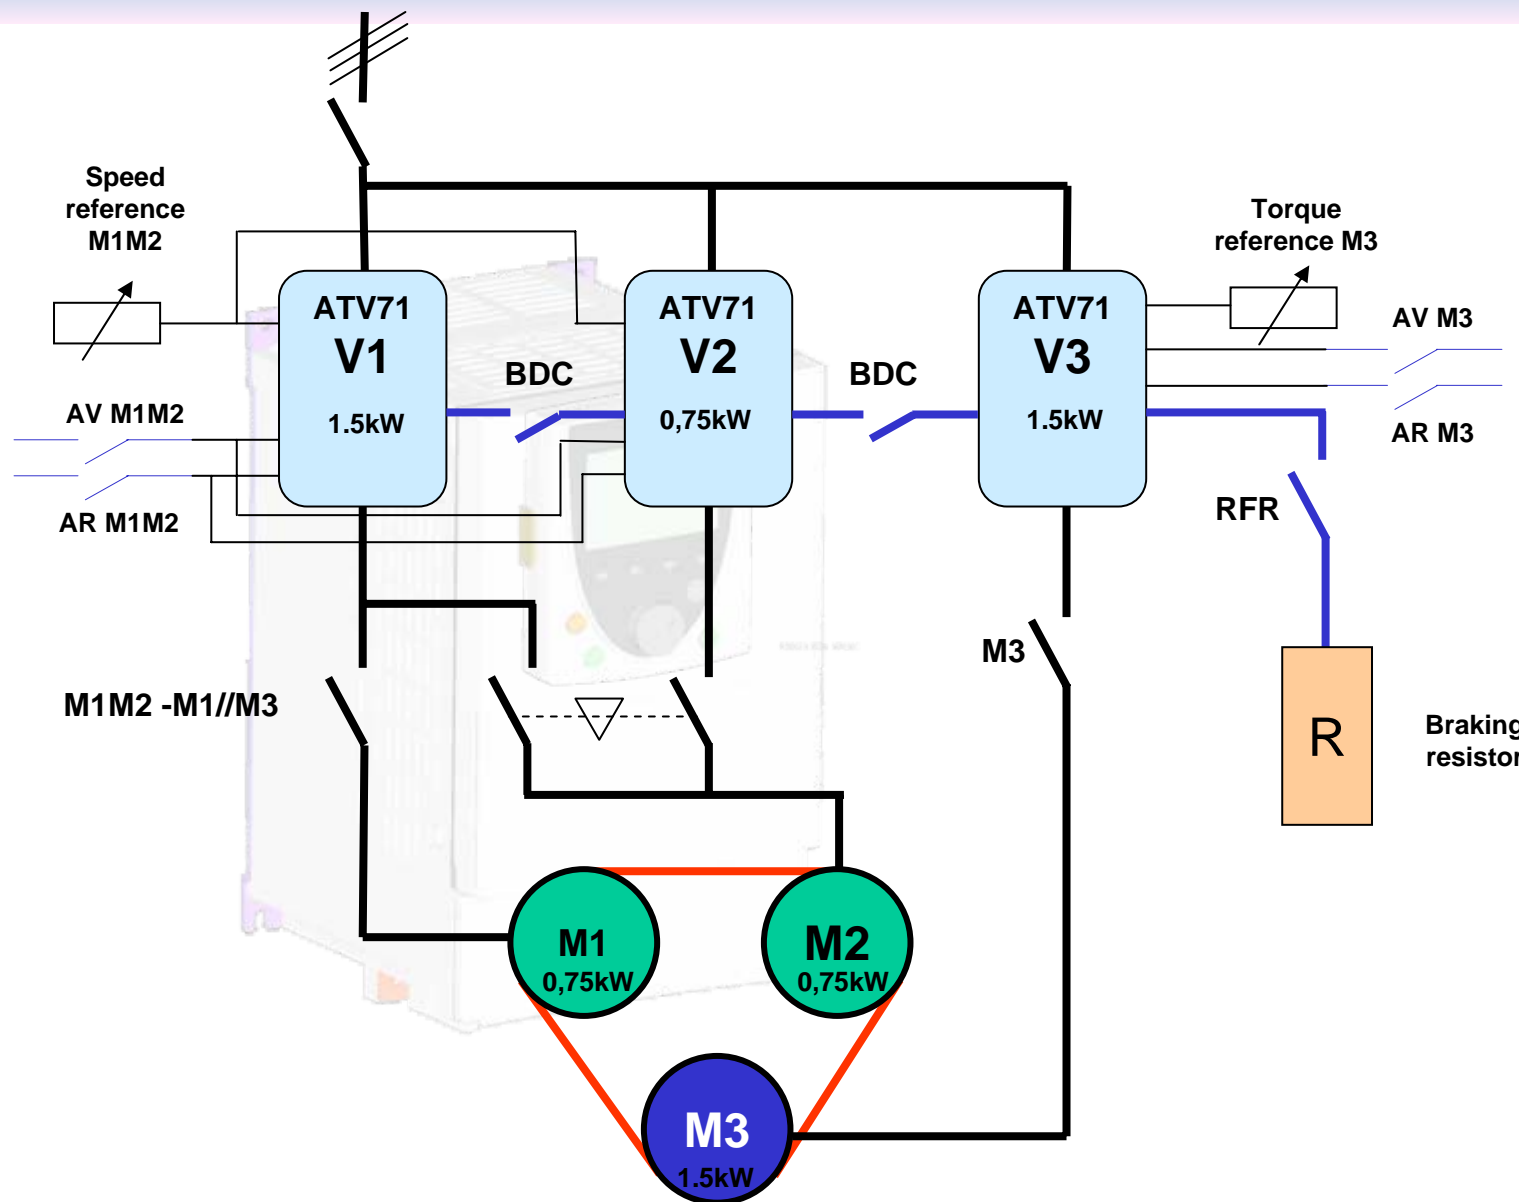 Speed
reference
M1M2
Torque
reference M3
ATV71
V1
1.5kW
ATV71
V2
0,75kW
ATV71
V3
1.5kW
BDC
BDC
AV M3
AR M3
AV M1M2
AR M1M2
RFR
M3
M1M2 -M1//M3
R
Braking
resistor
M1
0,75kW
M2
0,75kW
M3
1.5kW